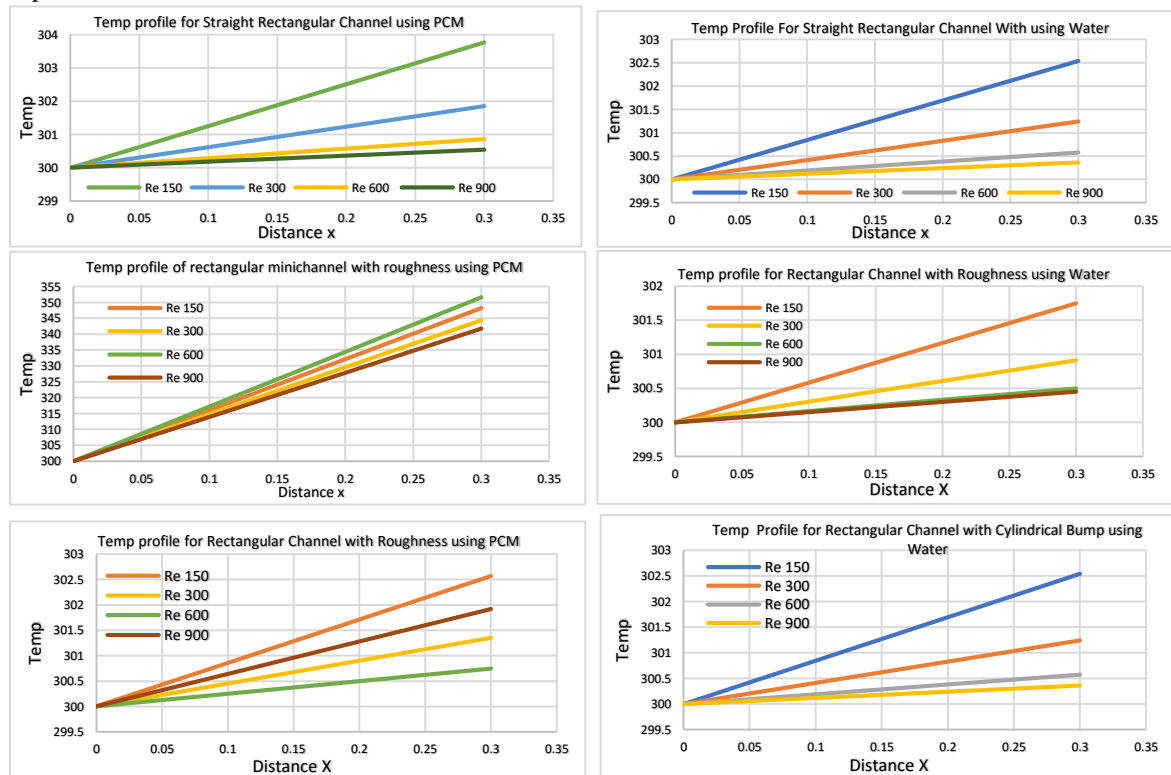 Temp profile for Straight Rectangular Channel using PCM
304
303
302
301
300
299
0
0.05
0.1
0.15
0.2
0.25
0.3
0.35
Temp
Distance x
Re 150
Re 300
Re 600
Re 900
Temp Profile For Straight Rectangular Channel With using Water
303
302.5
302
301.5
301
300.5
300
299.5
0
0.05
0.1
0.15
0.2
0.25
0.3
0.35
Temp
Distance x
Re 150
Re 300
Re 600
Re 900
Temp profile of rectangular minichannel with roughness using PCM
355
350
345
340
335
330
325
320
315
310
305
300
0
0.05
0.1
0.15
0.2
0.25
0.3
0.35
Temp
Distance x
Re 150
Re 300
Re 600
Re 900
Temp profile for Rectangular Channel with Roughness using Water
302
301.5
301
300.5
300
299.5
0
0.05
0.1
0.15
0.2
0.25
0.3
0.35
Temp
Distance X
Re 150
Re 300
Re 600
Re 900
Temp profile for Rectangular Channel with Roughness using PCM
303
302.5
302
301.5
301
300.5
300
299.5
0
0.05
0.1
0.15
0.2
0.25
0.3
0.35
Temp
Distance X
Re 150
Re 300
Re 600
Re 900
Temp Profile for Rectangular Channel with Cylindrical Bump using
Water
303
302.5
302
301.5
301
300.5
300
299.5
0
0.05
0.1
0.15
0.2
0.25
0.3
0.35
Temp
Distance X
Re 150
Re 300
Re 600
Re 900